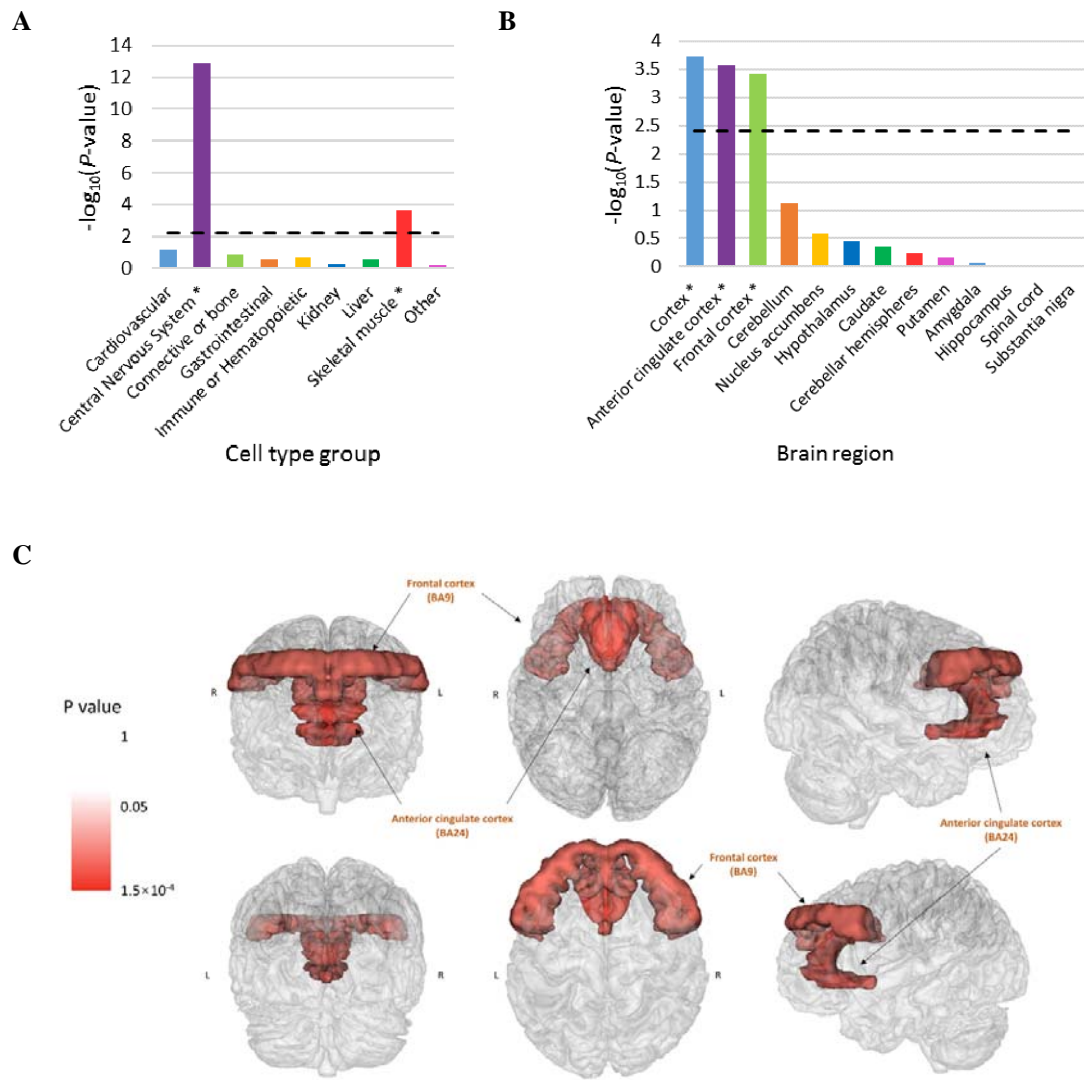 A
14
12
10
8
6
4
2
0
-log10(P-value)
Cardiovascular
Central Nervous System *
Connective or bone
Gastrointinal
Immune or Hematopoietic
Kidney
Liver
Skeletal muscle *
Other
Cell type group
B
4
3.5
3
2.5
2
1.5
1
0.5
0
-log10(P-value)
Cortex *
Anterior cingulate cortex *
Frontal cortex *
Cerebellum
Nucleus accumbens
Hypothalamus
Caudate
Cerebellar hemispheres
Putamen
Amygdala
Hippocampus
Spinal cord
Substantia nigra
Brain region
C
Frontal cortex
(BA9)
R
L
R
L
P value
1
0.05
1.5×10⁻⁴
Anterior cingulate cortex
(BA24)
Anterior cingulate cortex
(BA24)
Frontal cortex
(BA9)
L
R
L
R